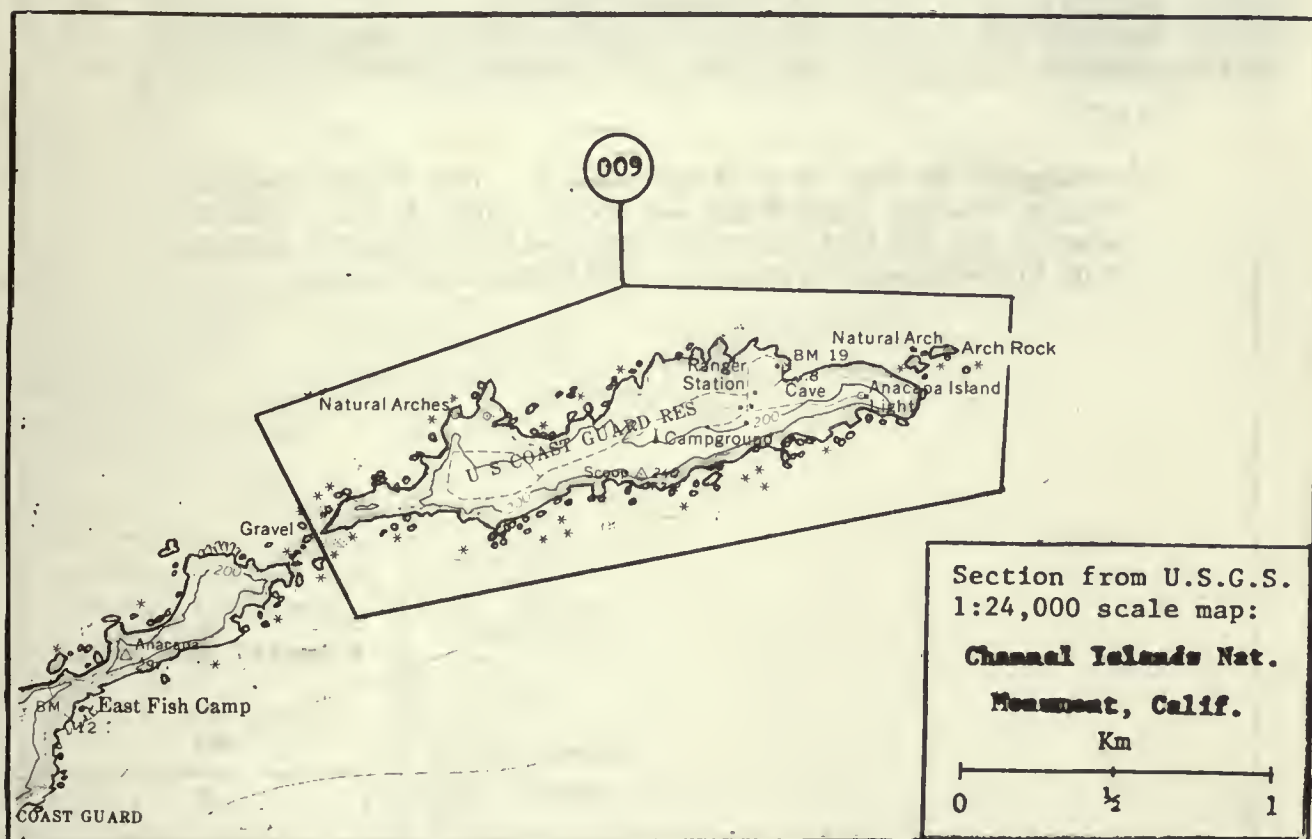 009
Natural Arch
Arch Rock
BM 19
Ranger
Station
Cave
Anacapa Island
Light
Natural Arches
200
U S COAST GUARD RES
Campground
Scoop
Gravel
200
Anacapa
BM
12
East Fish Camp
COAST GUARD
Section from U.S.G.S.
1:24,000 scale map:
Channal Islands Nat.
Monument, Calif.
Km
0 ½ 1